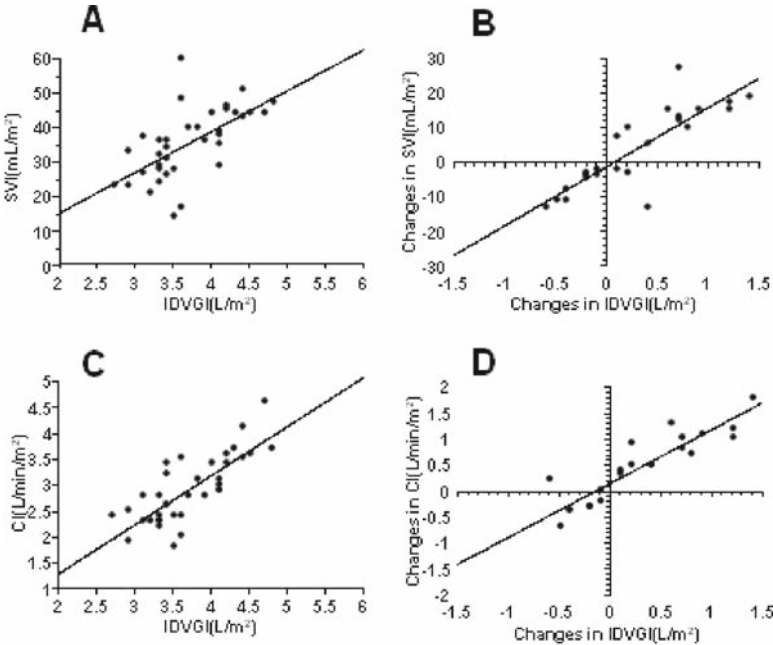 A
SVI(mL/m²)
60
50
40
30
20
10
0
2 2.5 3 3.5 4 4.5 5 5.5 6
IDVGI(L/m²)
B
Changes in SVI(mL/m²)
30
20
10
0
-10
-20
-30
-1.5 -1 -0.5 0 0.5 1 1.5
Changes in IDVGI(L/m²)
C
CI(L/min/m²)
5
4.5
4
3.5
3
2.5
2
1.5
1
2 2.5 3 3.5 4 4.5 5 5.5 6
IDVGI(L/m²)
D
Changes in CI(L/min/m²)
2
1.5
1
0.5
0
-0.5
-1
-1.5
-2
-1.5 -1 -0.5 0 0.5 1 1.5
Changes in IDVGI(L/m²)